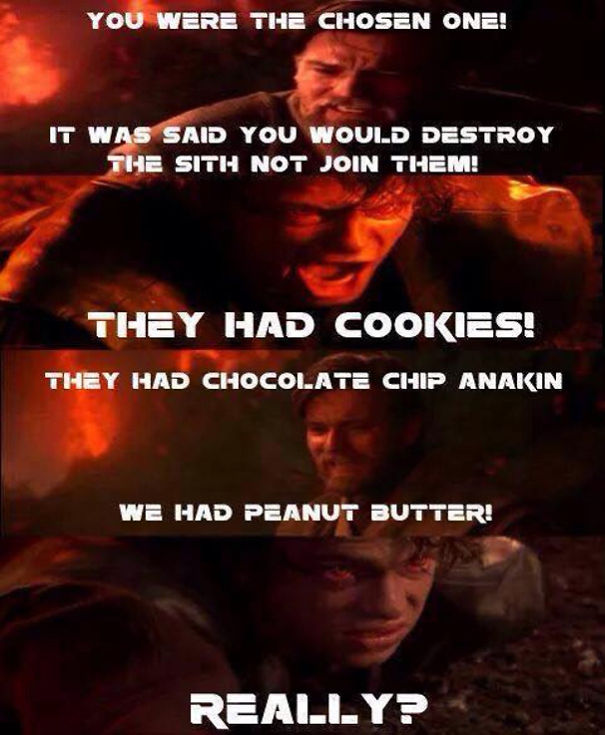 YOU WERE THE CHOSEN ONE!
IT WAS SAID YOU WOULD DESTROY
THE SITH NOT JOIN THEM!
THEY HAD COOKIES!
THEY HAD CHOCOLATE CHIP ANAKIN
WE HAD PEANUT BUTTER!
REALLY?